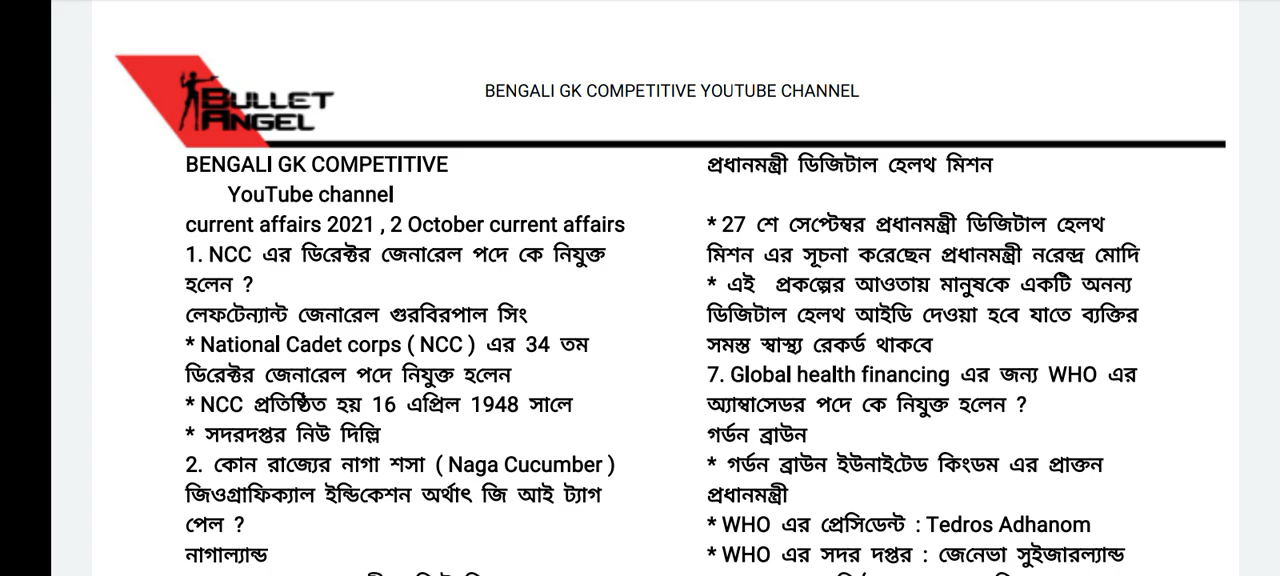 BULLET
ANGEL
BENGALI GK COMPETITIVE YOUTUBE CHANNEL
BENGALI GK COMPETITIVE
YouTube channel
current affairs 2021 , 2 October current affairs
1. NCC এর ডিরেক্টর জেনারেল পদে কে নিযুক্ত
হলেন ?
লেফটেন্যান্ট জেনারেল গুরবিরপাল সিং
* National Cadet corps ( NCC ) এর 34 তম
ডিরেক্টর জেনারেল পদে নিযুক্ত হলেন
* NCC প্রতিষ্ঠিত হয় 16 এপ্রিল 1948 সালে
* সদরদপ্তর নিউ দিল্লি
2. কোন রাজ্যের নাগা শসা ( Naga Cucumber )
জিওগ্রাফিক্যাল ইন্ডিকেশন অর্থাৎ জি আই ট্যাগ
পেল ?
নাগাল্যান্ড
প্রধানমন্ত্রী ডিজিটাল হেলথ মিশন
* 27 শে সেপ্টেম্বর প্রধানমন্ত্রী ডিজিটাল হেলথ
মিশন এর সূচনা করেছেন প্রধানমন্ত্রী নরেন্দ্র মোদি
* এই প্রকল্পের আওতায় মানুষকে একটি অনন্য
ডিজিটাল হেলথ আইডি দেওয়া হবে যাতে ব্যক্তির
সমস্ত স্বাস্থ্য রেকর্ড থাকবে
7. Global health financing এর জন্য WHO এর
অ্যাম্বাসেডর পদে কে নিযুক্ত হলেন ?
গর্ডন ব্রাউন
* গর্ডন ব্রাউন ইউনাইটেড কিংডম এর প্রাক্তন
প্রধানমন্ত্রী
* WHO এর প্রেসিডেন্ট : Tedros Adhanom
* WHO এর সদর দপ্তর : জেনেভা সুইজারল্যান্ড